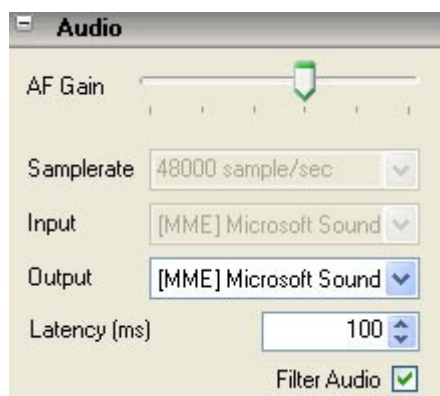 Audio
AF Gain
Samplerate 48000 sample/sec
Input [MME] Microsoft Sound
Output [MME] Microsoft Sound
Latency (ms) 100
Filter Audio